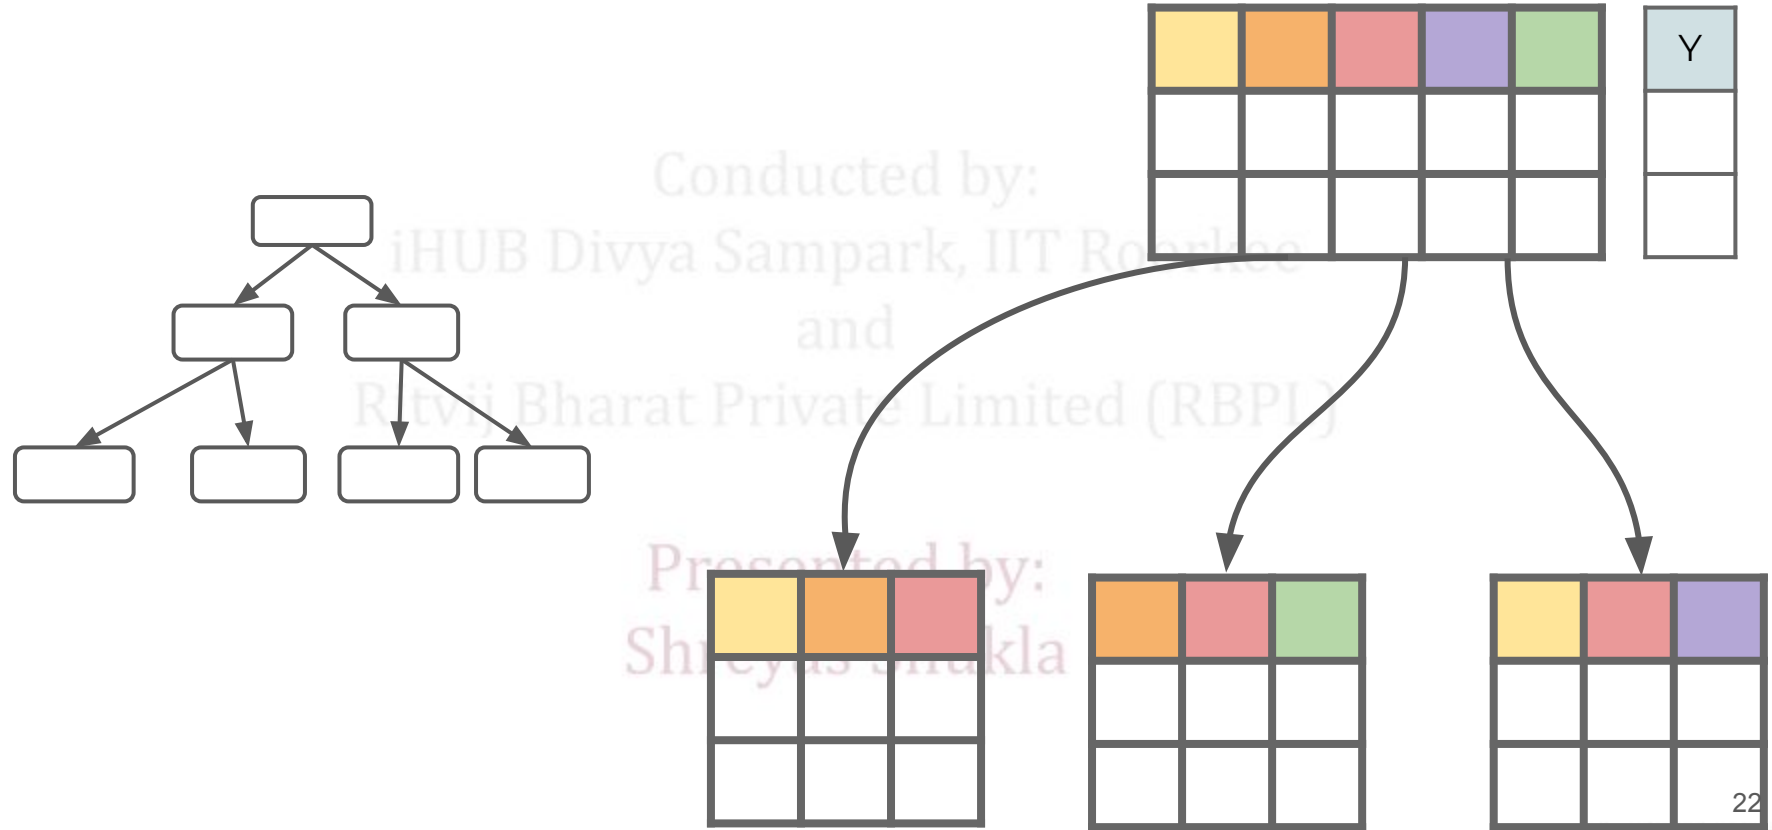 Y
Conducted by:
iHUB Divya Sampark, IIT Roorkee
and
Ritvij Bharat Private Limited (RBPL)
Presented by:
Shreyas Shukla
22